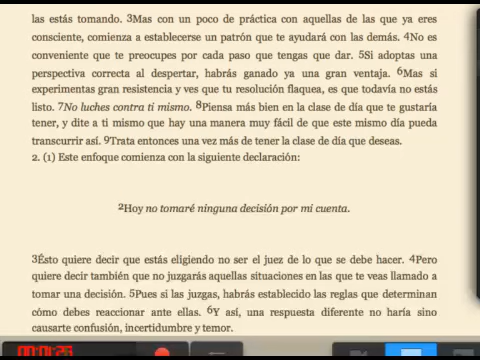 las estás tomando. 3Mas con un poco de práctica con aquellas de las que ya eres
consciente, comienza a establecerse un patrón que te ayudará con las demás. 4No es
conveniente que te preocupes por cada paso que tengas que dar. 5Si adoptas una
perspectiva correcta al despertar, habrás ganado ya una gran ventaja. 6Mas si
experimentas gran resistencia y ves que tu resolución flaquea, es que todavía no estás
listo. 7No luches contra ti mismo. 8Piensa más bien en la clase de día que te gustaría
tener, y dite a ti mismo que hay una manera muy fácil de que este mismo día pueda
transcurrir así. 9Trata entonces una vez más de tener la clase de día que deseas.
2. (1) Este enfoque comienza con la siguiente declaración:
2Hoy no tomaré ninguna decisión por mi cuenta.
3Ésto quiere decir que estás eligiendo no ser el juez de lo que se debe hacer. 4Pero
quiere decir también que no juzgarás aquellas situaciones en las que te veas llamado a
tomar una decisión. 5Pues si las juzgas, habrás establecido las reglas que determinan
cómo debes reaccionar ante ellas. 6Y así, una respuesta diferente no haría sino
causarte confusión, incertidumbre y temor.
00:01:26